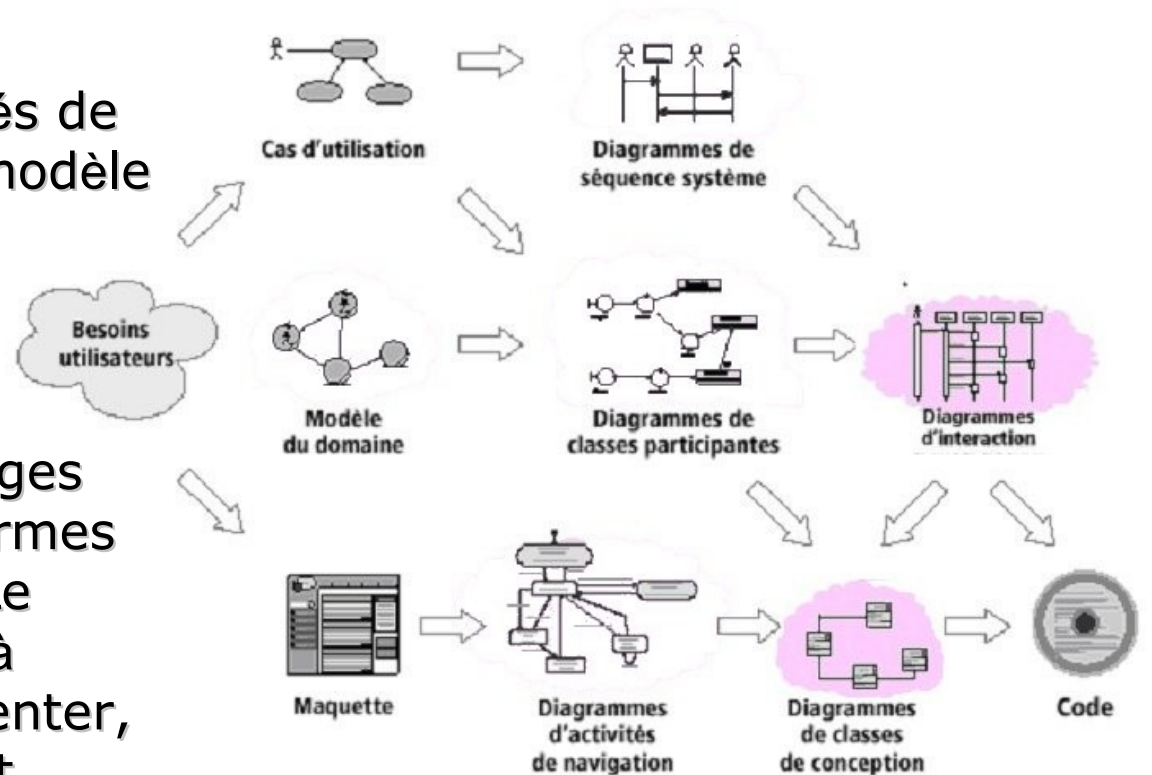 és de
modèle
ges
rmes
le
à
enter,
Cas d'utilisation
Diagrammes de
séquence système
Besoins
utilisateurs
Modèle
du domaine
Diagrammes de
classes participantes
Diagrammes
d'interaction
Maquette
Diagrammes
d'activités
de navigation
Diagrammes
de classes
de conception
Code